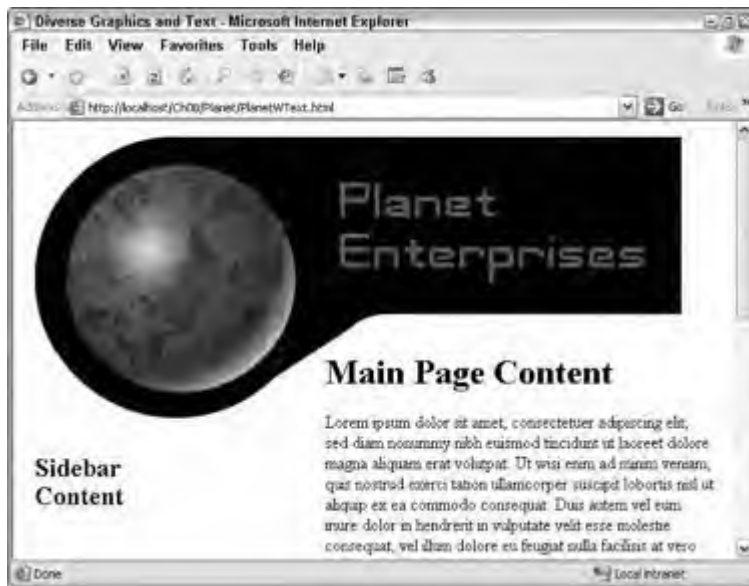 Diverse Graphics and Text - Microsoft Internet Explorer
File Edit View Favorites Tools Help
Address http://localhost/Ch08/Planet/PlanetWText.html Go Links »
Planet
Enterprises
Main Page Content
Lorem ipsum dolor sit amet, consectetuer adipiscing elit,
sed diam nonummy nibh euismod tincidunt ut laoreet dolore
magna aliquam erat volutpat. Ut wisi enim ad minim veniam,
quis nostrud exerci tation ullamcorper suscipit lobortis nisl ut
aliquip ex ea commodo consequat. Duis autem vel eum
iriure dolor in hendrerit in vulputate velit esse molestie
consequat, vel illum dolore eu feugiat nulla facilisis at vero
Sidebar
Content
Done Local intranet